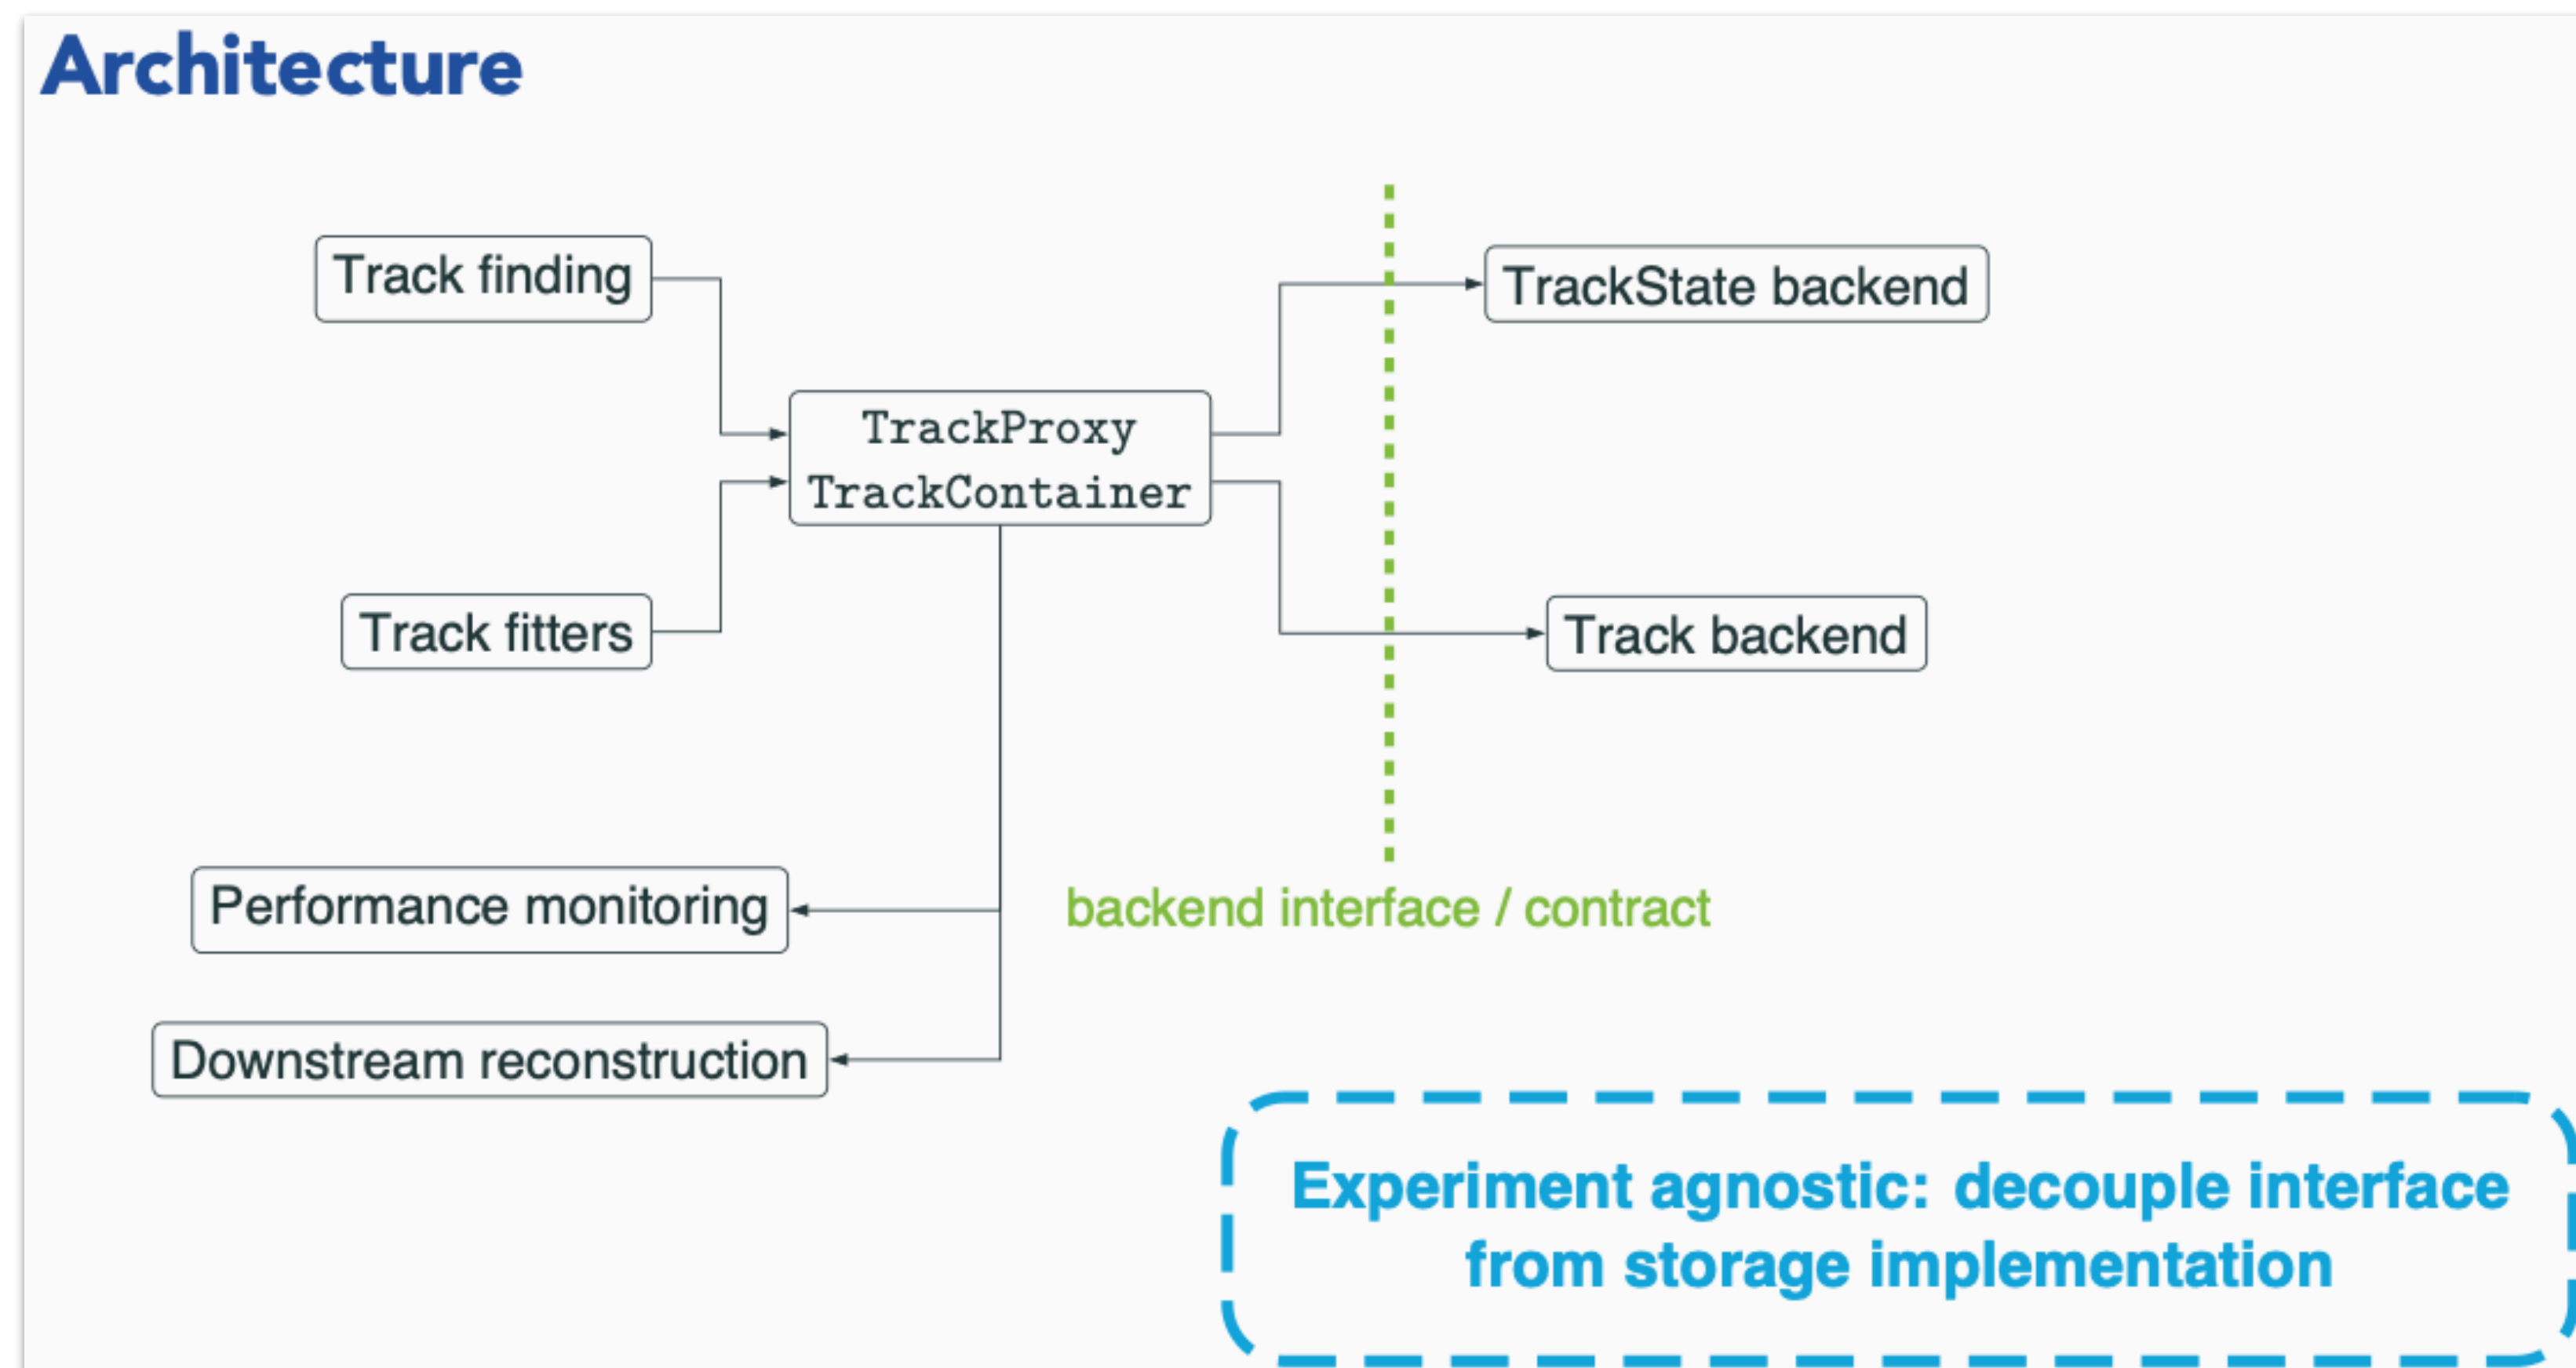 Architecture
Track finding
TrackState backend
TrackProxy
TrackContainer
Track fitters
Track backend
Performance monitoring
backend interface / contract
Downstream reconstruction
Experiment agnostic: decouple interface
from storage implementation